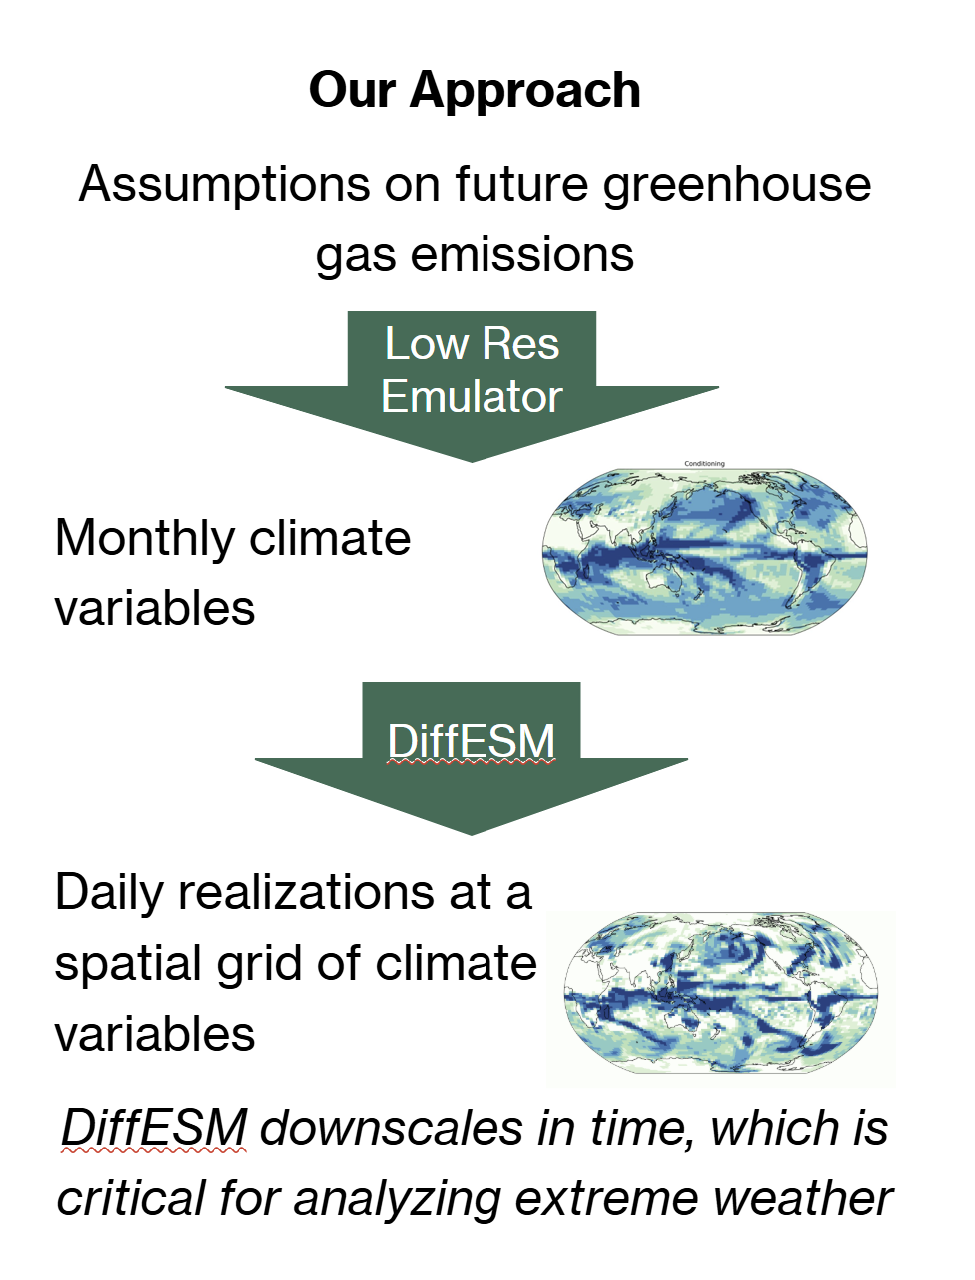 Our Approach
Assumptions on future greenhouse
gas emissions
Low Res
Emulator
Conditioning
Monthly climate
variables
DiffESM
Daily realizations at a
spatial grid of climate
variables
DiffESM downscales in time, which is
critical for analyzing extreme weather